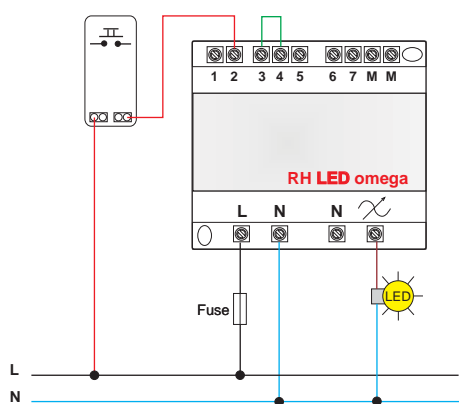 1 2 3 4 5 6 7 M M
RH LED omega
L N N
Fuse
LED
L
N